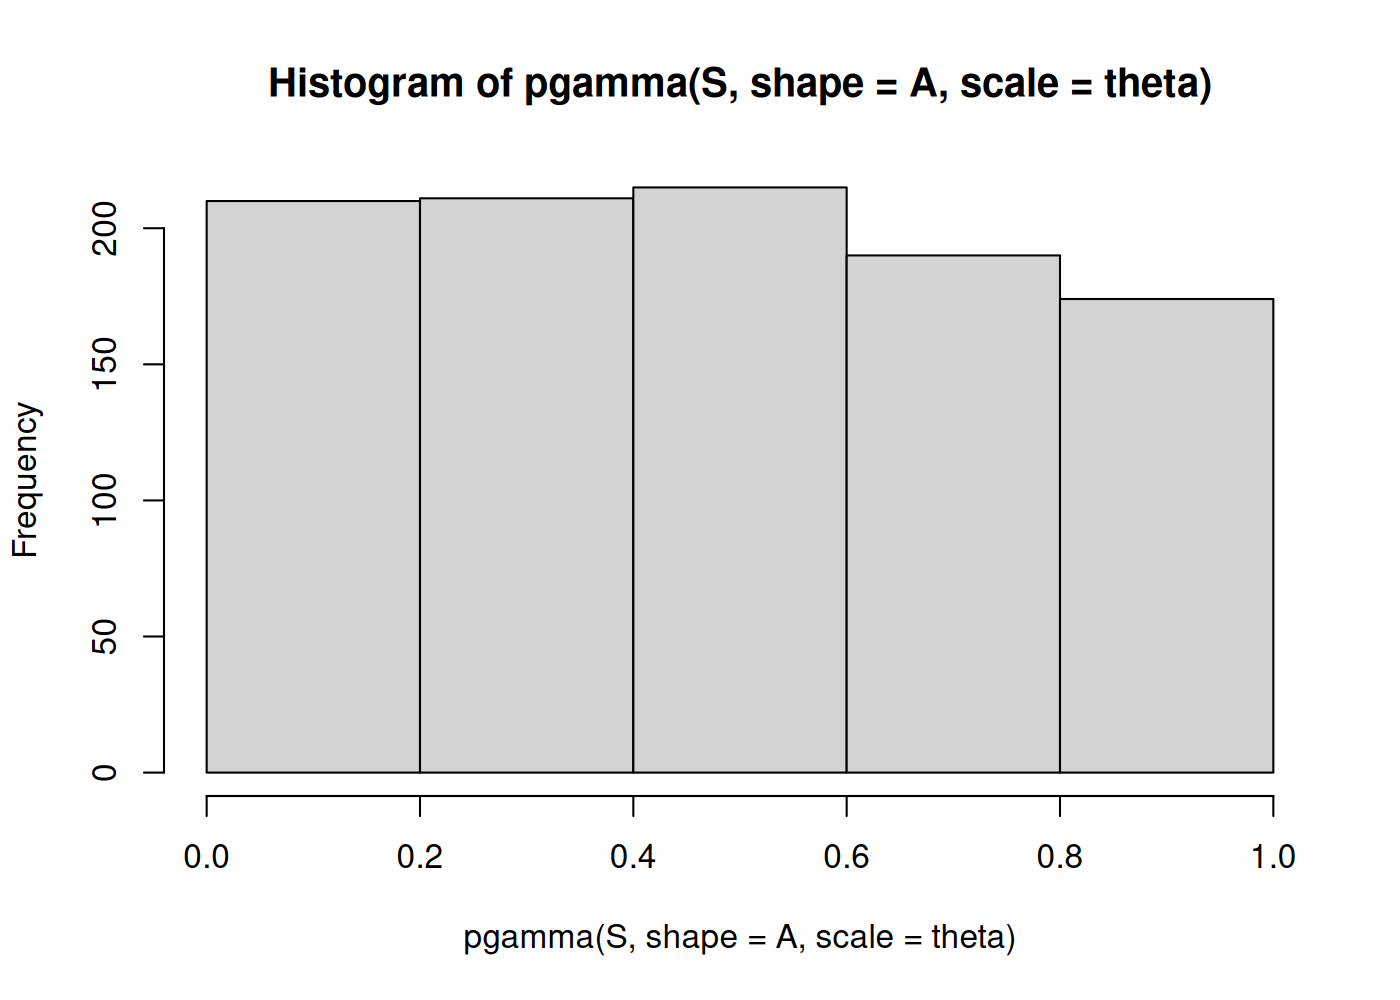 Histogram of pgamma(S, shape = A, scale = theta)
Frequency
200
150
100
50
0
0.0 0.2 0.4 0.6 0.8 1.0
pgamma(S, shape = A, scale = theta)